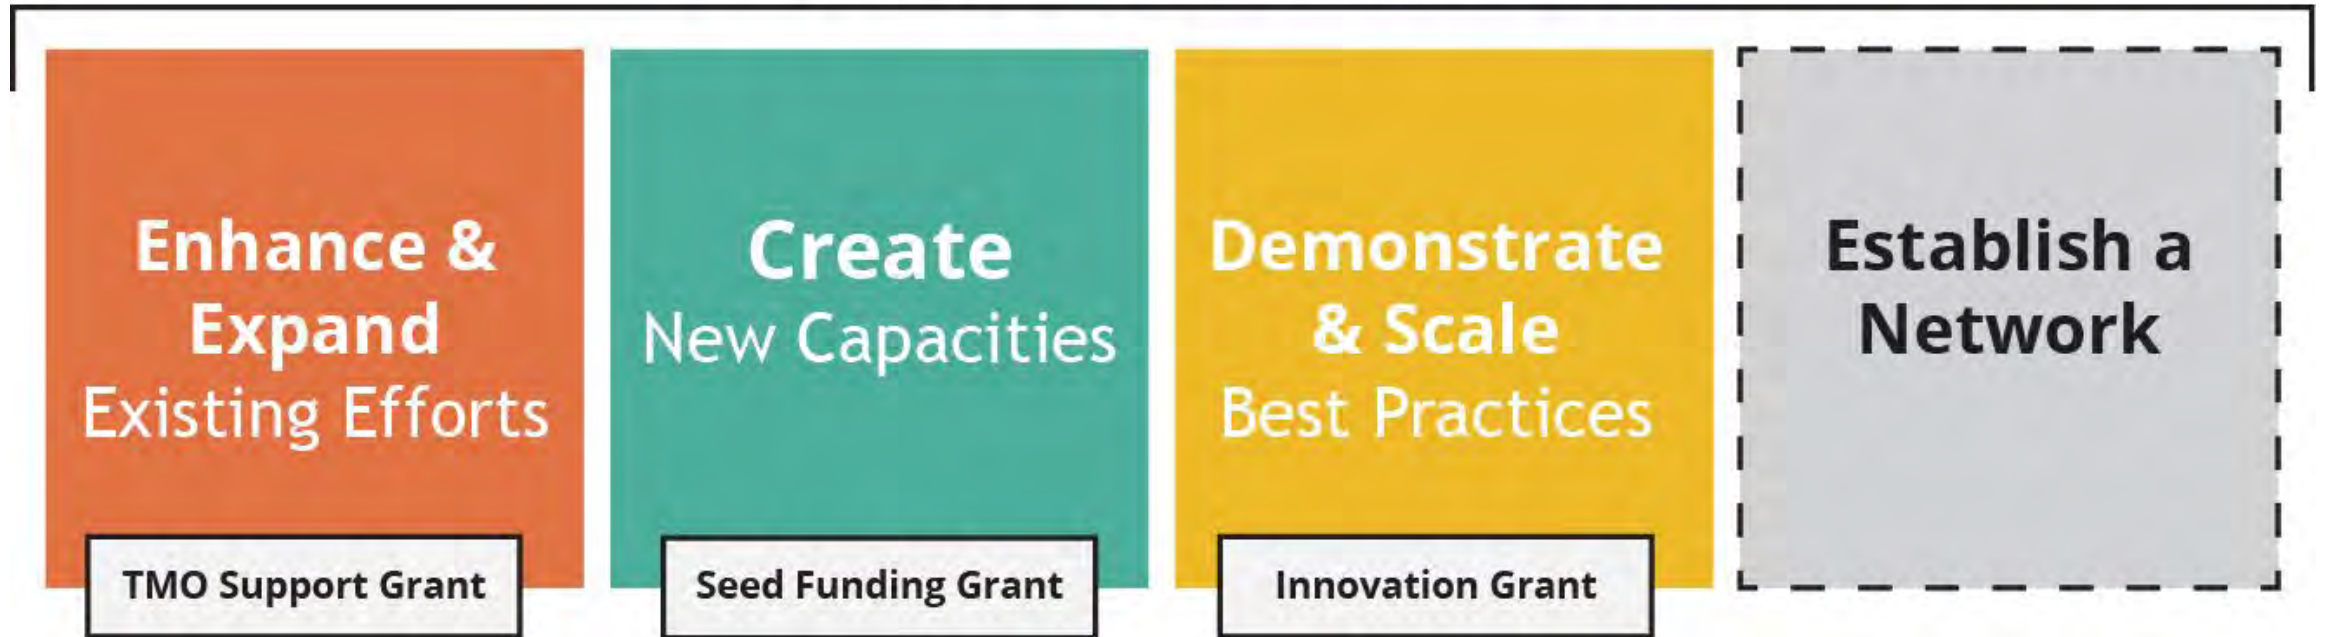 Enhance &
Expand
Existing Efforts
TMO Support Grant
Create
New Capacities
Seed Funding Grant
Demonstrate
& Scale
Best Practices
Innovation Grant
Establish a
Network